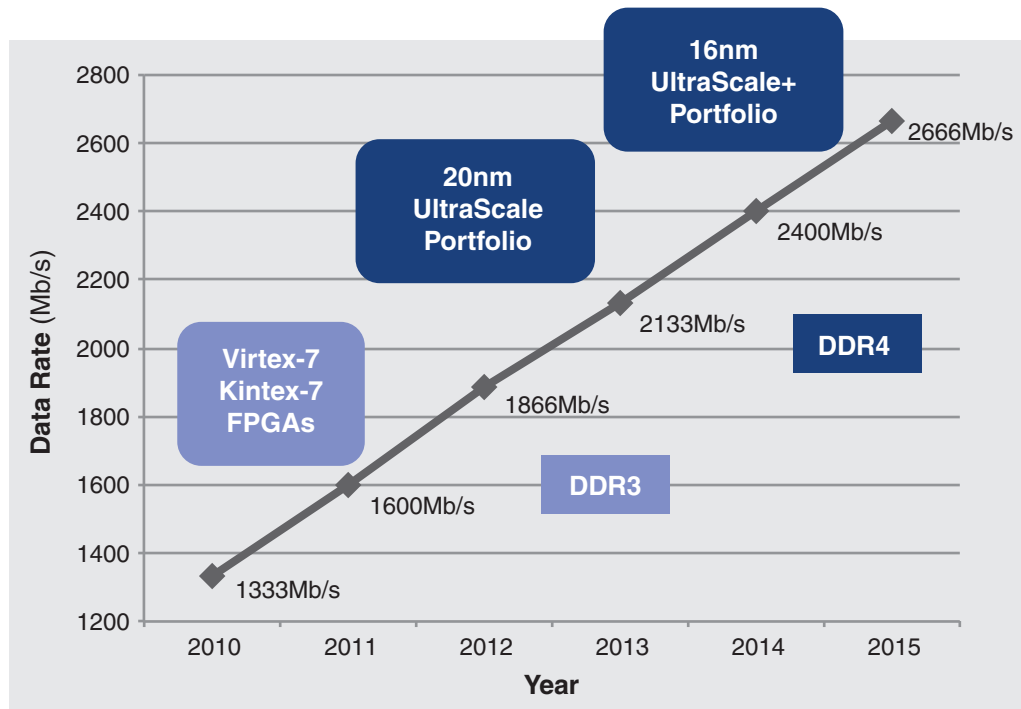 16nm
UltraScale+
Portfolio
20nm
UltraScale
Portfolio
Virtex-7
Kintex-7
FPGAs
DDR4
DDR3
2666Mb/s
2400Mb/s
2133Mb/s
1866Mb/s
1600Mb/s
1333Mb/s
Data Rate (Mb/s)
2800
2600
2400
2200
2000
1800
1600
1400
1200
2010 2011 2012 2013 2014 2015
Year